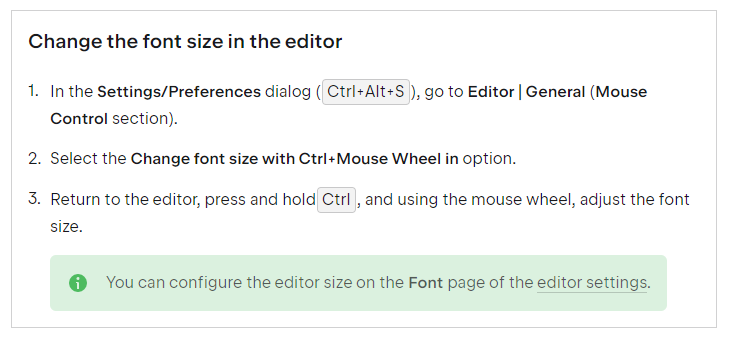 Change the font size in the editor
1. In the Settings/Preferences dialog (Ctrl+Alt+S), go to Editor | General (Mouse
Control section).
2. Select the Change font size with Ctrl+Mouse Wheel in option.
3. Return to the editor, press and hold Ctrl, and using the mouse wheel, adjust the font
size.
You can configure the editor size on the Font page of the editor settings.